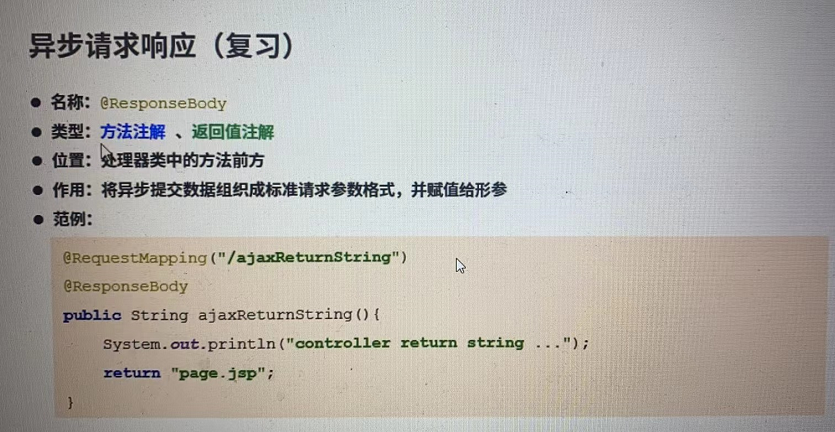 异步请求响应（复习）
● 名称：@ResponseBody
● 类型：方法注解 、返回值注解
● 位置：处理器类中的方法前方
● 作用：将异步提交数据组织成标准请求参数格式，并赋值给形参
● 范例：
@RequestMapping("/ajaxReturnString")
@ResponseBody
public String ajaxReturnString(){
System.out.println("controller return string ...");
return "page.jsp";
}